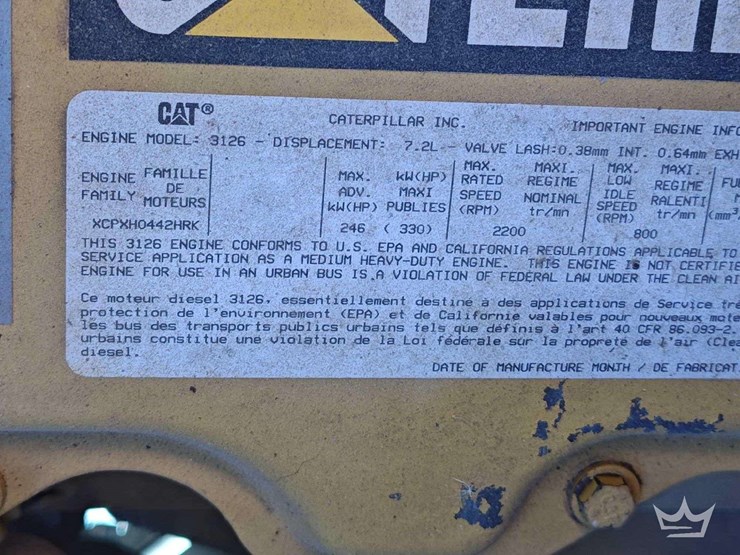 CAT®
CATERPILLAR INC.
IMPORTANT ENGINE INFO
ENGINE MODEL: 3126 - DISPLACEMENT: 7.2L - VALVE LASH:0.38mm INT. 0.64mm EXH
ENGINE FAMILY
FAMILLE DE MOTEURS
MAX. ADV. kW(HP)
kW(HP) MAXI PUBLIES
MAX. RATED SPEED (RPM)
MAXI. REGIME NOMINAL tr/mn
MAX. LOW IDLE SPEED (RPM)
MAXI. REGIME RALENTI tr/mn
(mm³
XCPXH0442HRK
246 (330)
2200
800
THIS 3126 ENGINE CONFORMS TO U.S. EPA AND CALIFORNIA REGULATIONS APPLICABLE TO
SERVICE APPLICATION AS A MEDIUM HEAVY-DUTY ENGINE. THIS ENGINE IS NOT CERTIFIE
ENGINE FOR USE IN AN URBAN BUS IS A VIOLATION OF FEDERAL LAW UNDER THE CLEAN AI
Ce moteur diesel 3126, essentiellement destiné à des applications de Service tré
protection de l'environnement (EPA) et de Californie valables pour nouveaux mote
les bus des transports publics urbains tels que définis à l'art 40 CFR 86.093-2.
urbains constitue une violation de la Loi fédérale sur la propreté de l'air (Clea
diesel.
DATE OF MANUFACTURE MONTH / DE FABRICAT